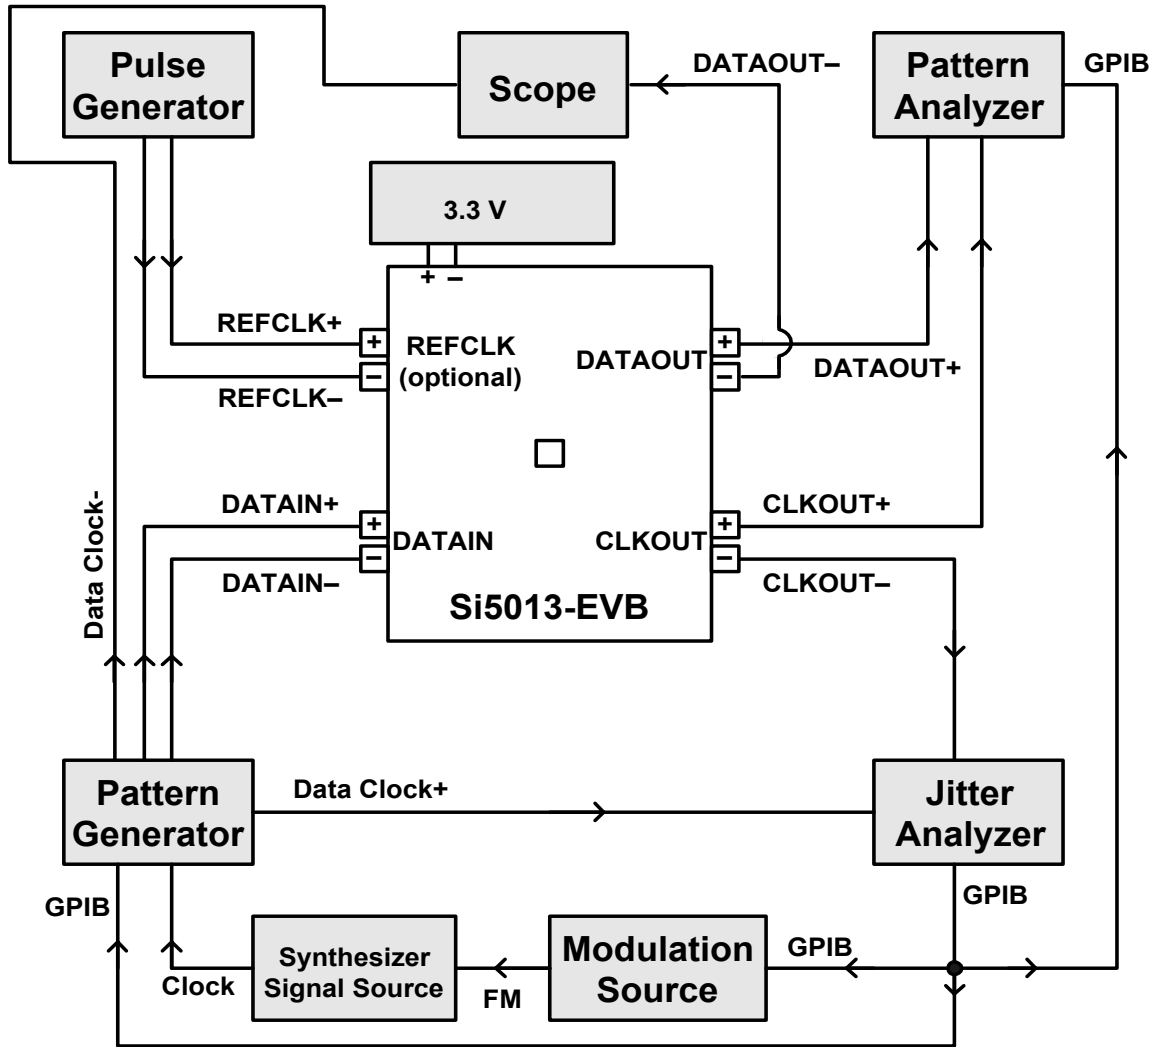 Pulse
Generator
Scope
DATAOUT–
Pattern
Analyzer
GPIB
3.3 V
+ –
REFCLK+
+
REFCLK
(optional)
–
REFCLK–
+
DATAOUT
–
DATAOUT+
Data Clock-
DATAIN+
+
DATAIN
–
DATAIN–
CLKOUT+
+
CLKOUT
–
CLKOUT–
Si5013-EVB
Pattern
Generator
Data Clock+
Jitter
Analyzer
GPIB
GPIB
Clock
Synthesizer
Signal Source
FM
Modulation
Source
GPIB